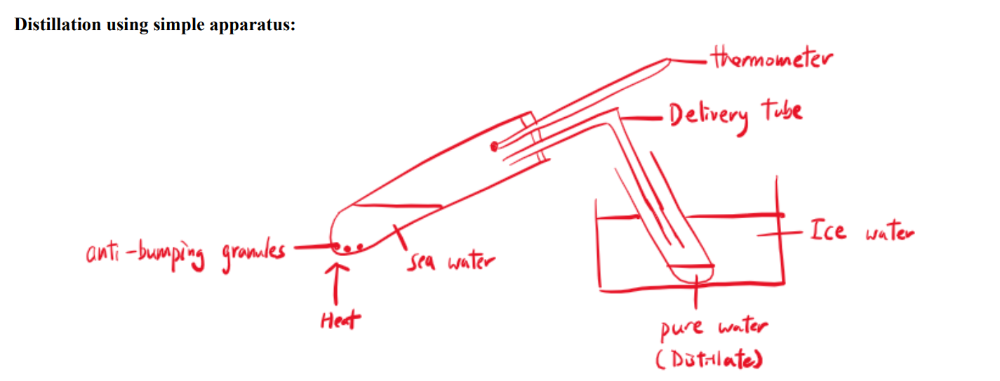 Distillation using simple apparatus:
thermometer
Delivery Tube
Ice water
anti-bumping granules
sea water
Heat
pure water
(Distillate)